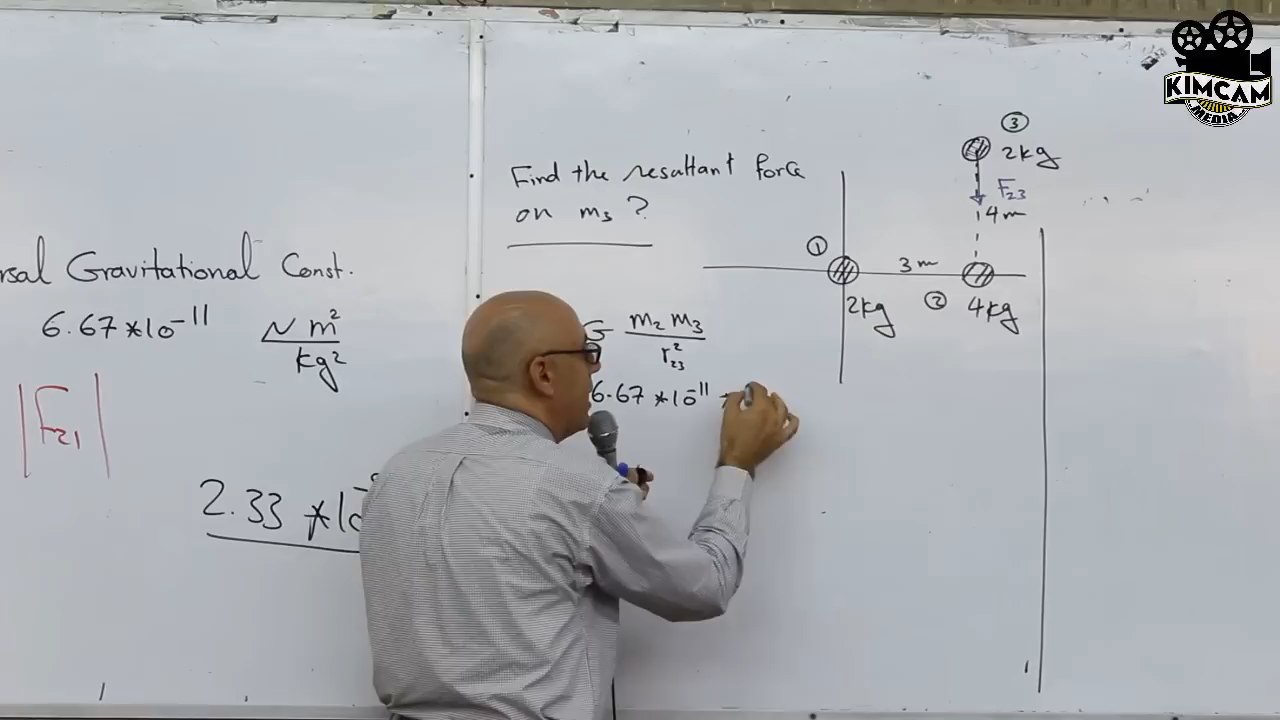 KIMCAM
MEDIA
Gravitational Const.
6.67*10^-11 N m^2/kg^2
|F21|
2.33 *10
Find the resultant force
on m3 ?
G m2 m3 / r23^2
6.67 *10^-11
③
2kg
F23
4m
①
3m
2kg
②
4kg